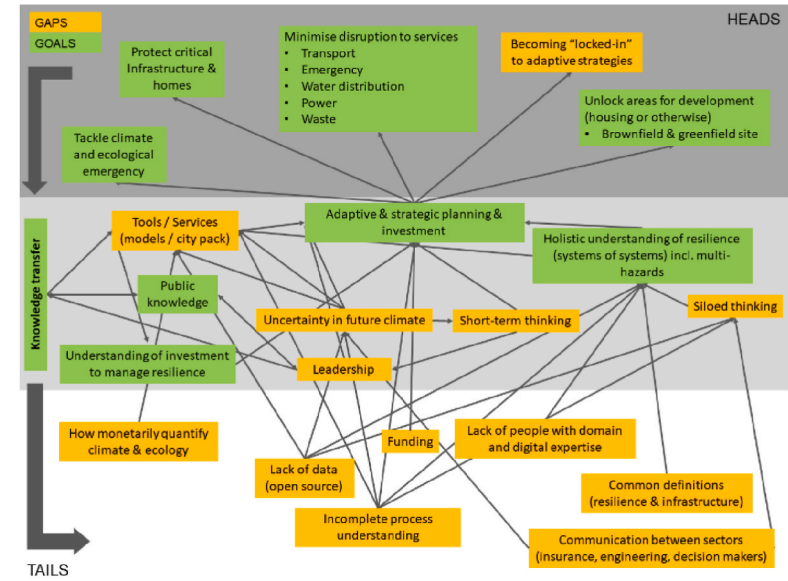 GAPS
GOALS
HEADS
Protect critical
Infrastructure &
homes
Minimise disruption to services
• Transport
• Emergency
• Water distribution
• Power
• Waste
Becoming “locked-in”
to adaptive strategies
Unlock areas for development
(housing or otherwise)
• Brownfield & greenfield site
Tackle climate
and ecological
emergency
Knowledge transfer
Tools / Services
(models / city pack)
Adaptive & strategic planning &
investment
Holistic understanding of resilience
(systems of systems) incl. multi-
hazards
Public
knowledge
Uncertainty in future climate
Short-term thinking
Siloed thinking
Understanding of investment
to manage resilience
Leadership
How monetarily quantify
climate & ecology
Funding
Lack of people with domain
and digital expertise
Lack of data
(open source)
Common definitions
(resilience & infrastructure)
Incomplete process
understanding
Communication between sectors
(insurance, engineering, decision makers)
TAILS